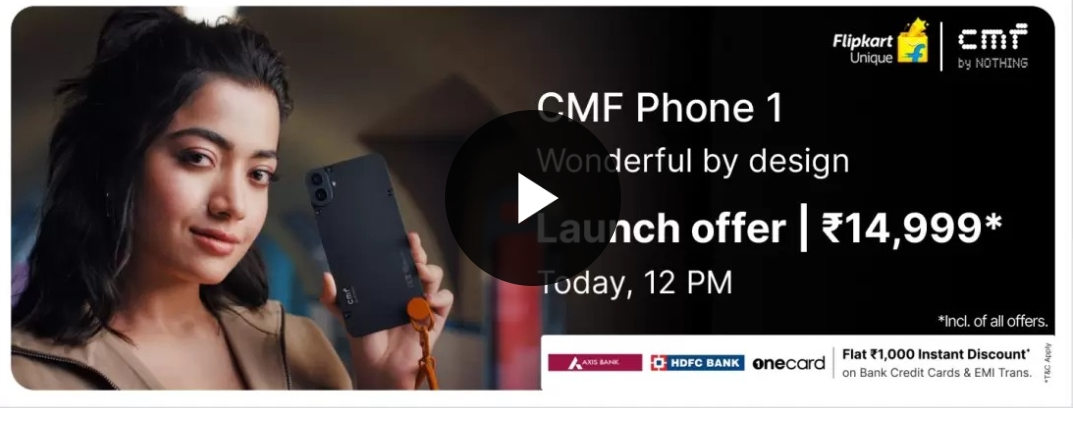 Flipkart
Unique
cmf
by NOTHING
CMF Phone 1
Wonderful by design
Launch offer | ₹14,999*
Today, 12 PM
*Incl. of all offers.
AXIS BANK
HDFC BANK
onecard
Flat ₹1,000 Instant Discount*
on Bank Credit Cards & EMI Trans.
*T&C Apply
cmf